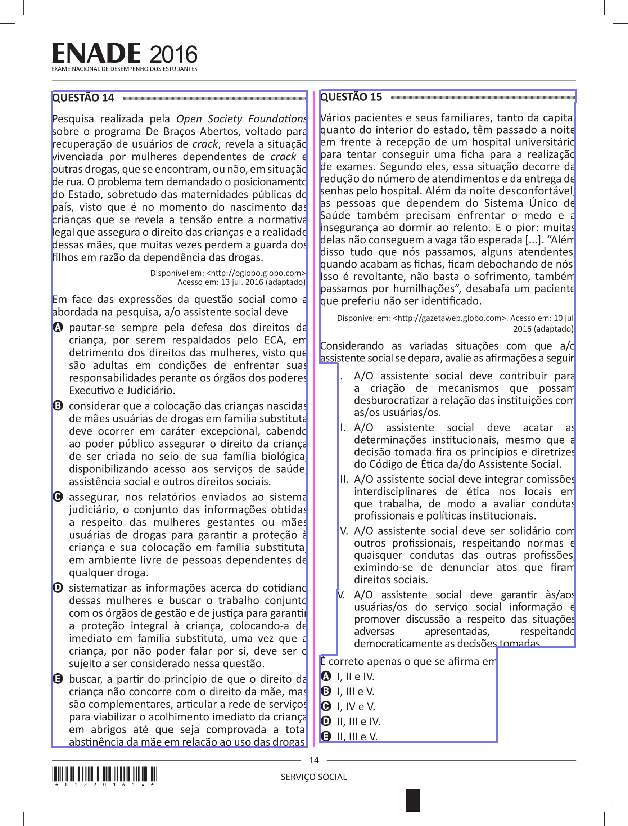 ENADE 2016
EXAME NACIONAL DE DESEMPENHO DOS ESTUDANTES
QUESTÃO 14
Pesquisa realizada pela Open Society Foundations
sobre o programa De Braços Abertos, voltado para
recuperação de usuários de crack, revela a situação
vivenciada por mulheres dependentes de crack e
outras drogas, que se encontram, ou não, em situação
de rua. O problema tem demandado o posicionamento
do Estado, sobretudo das maternidades públicas do
país, visto que é no momento do nascimento das
crianças que se revela a tensão entre a normativa
legal que assegura o direito das crianças e a realidade
dessas mães, que muitas vezes perdem a guarda dos
filhos em razão da dependência das drogas.
Disponível em: <http://oglobo.globo.com>
Acesso em: 13 jul. 2016 (adaptado)
Em face das expressões da questão social como a
abordada na pesquisa, a/o assistente social deve
A pautar-se sempre pela defesa dos direitos da
criança, por serem respaldados pelo ECA, em
detrimento dos direitos das mulheres, visto que
são adultas em condições de enfrentar suas
responsabilidades perante os órgãos dos poderes
Executivo e Judiciário.
B considerar que a colocação das crianças nascidas
de mães usuárias de drogas em família substituta
deve ocorrer em caráter excepcional, cabendo
ao poder público assegurar o direito da criança
de ser criada no seio de sua família biológica
disponibilizando acesso aos serviços de saúde
assistência social e outros direitos sociais.
C assegurar, nos relatórios enviados ao sistema
judiciário, o conjunto das informações obtidas
a respeito das mulheres gestantes ou mães
usuárias de drogas para garantir a proteção à
criança e sua colocação em família substituta
em ambiente livre de pessoas dependentes de
qualquer droga.
D sistematizar as informações acerca do cotidiano
dessas mulheres e buscar o trabalho conjunto
com os órgãos de gestão e de justiça para garantir
a proteção integral à criança, colocando-a de
imediato em família substituta, uma vez que a
criança, por não poder falar por si, deve ser o
sujeito a ser considerado nessa questão.
E buscar, a partir do princípio de que o direito da
criança não concorre com o direito da mãe, mas
são complementares, articular a rede de serviços
para viabilizar o acolhimento imediato da criança
em abrigos até que seja comprovada a total
abstinência da mãe em relação ao uso das drogas.
QUESTÃO 15
Vários pacientes e seus familiares, tanto da capital
quanto do interior do estado, têm passado a noite
em frente à recepção de um hospital universitário
para tentar conseguir uma ficha para a realização
de exames. Segundo eles, essa situação decorre da
redução do número de atendimentos e da entrega de
senhas pelo hospital. Além da noite desconfortável,
as pessoas que dependem do Sistema Único de
Saúde também precisam enfrentar o medo e a
insegurança ao dormir ao relento. E o pior: muitas
delas não conseguem a vaga tão esperada [...]. “Além
disso tudo que nós passamos, alguns atendentes,
quando acabam as fichas, ficam debochando de nós.
Isso é revoltante, não basta o sofrimento, também
passamos por humilhações”, desabafa um paciente
que preferiu não ser identificado.
Disponível em: <http://gazetaweb.globo.com>. Acesso em: 10 jul.
2016 (adaptado)
Considerando as variadas situações com que a/o
assistente social se depara, avalie as afirmações a seguir
. A/O assistente social deve contribuir para
a criação de mecanismos que possam
desburocratizar a relação das instituições com
as/os usuárias/os.
I. A/O assistente social deve acatar as
determinações institucionais, mesmo que a
decisão tomada fira os princípios e diretrizes
do Código de Ética da/do Assistente Social.
II. A/O assistente social deve integrar comissões
interdisciplinares de ética nos locais em
que trabalha, de modo a avaliar condutas
profissionais e políticas institucionais.
V. A/O assistente social deve ser solidário com
outros profissionais, respeitando normas e
quaisquer condutas das outras profissões,
eximindo-se de denunciar atos que firam
direitos sociais.
V. A/O assistente social deve garantir às/aos
usuárias/os do serviço social informação e
promover discussão a respeito das situações
adversas apresentadas, respeitando
democraticamente as decisões tomadas.
É correto apenas o que se afirma em
A I, II e IV.
B I, III e V.
C I, IV e V.
D II, III e IV.
E II, III e V.
14
SERVIÇO SOCIAL